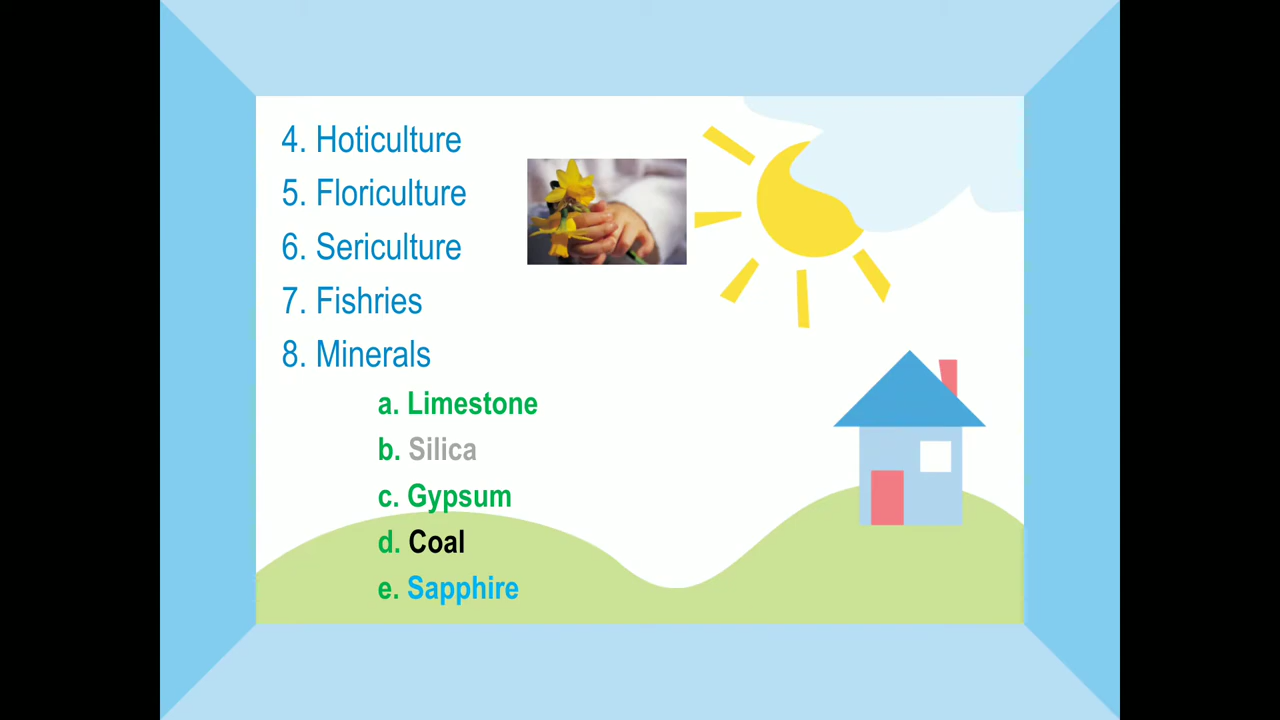 4. Hoticulture
5. Floriculture
6. Sericulture
7. Fishries
8. Minerals
a. Limestone
b. Silica
c. Gypsum
d. Coal
e. Sapphire